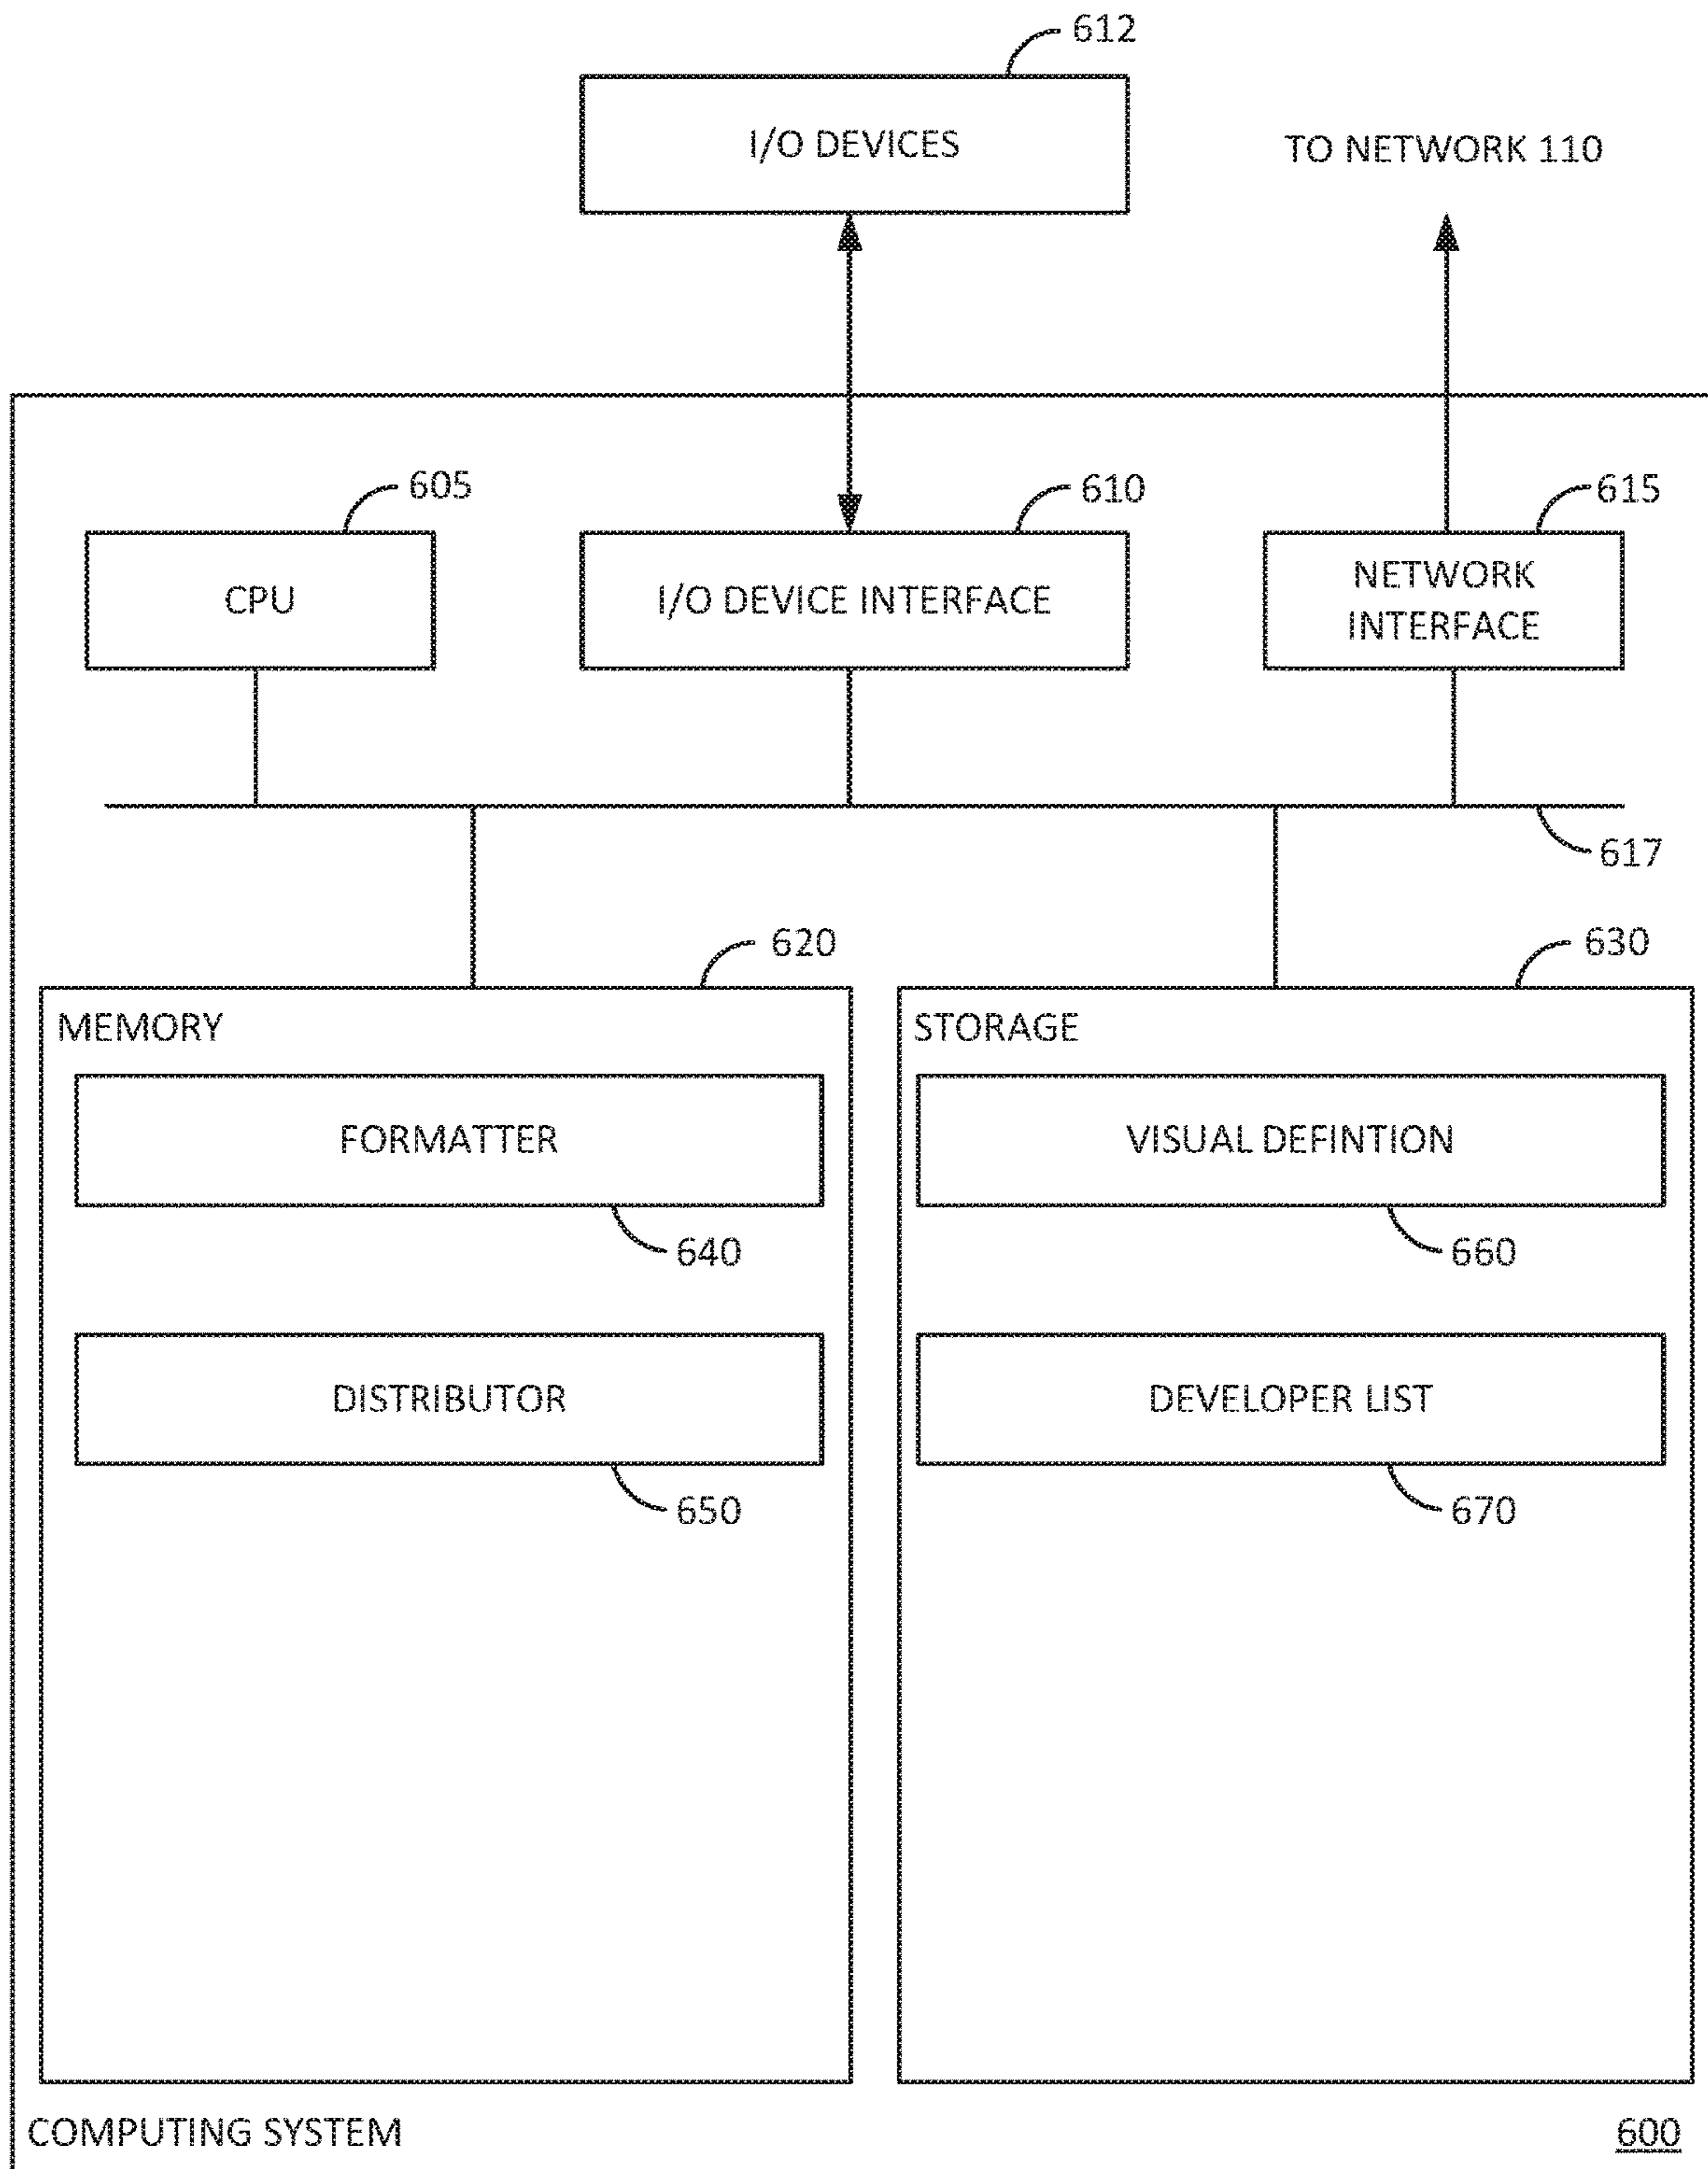 612
I/O DEVICES
TO NETWORK 110
605
610
615
CPU
I/O DEVICE INTERFACE
NETWORK
INTERFACE
617
620
630
MEMORY
STORAGE
FORMATTER
VISUAL DEFINTION
640
660
DISTRIBUTOR
DEVELOPER LIST
650
670
COMPUTING SYSTEM
600